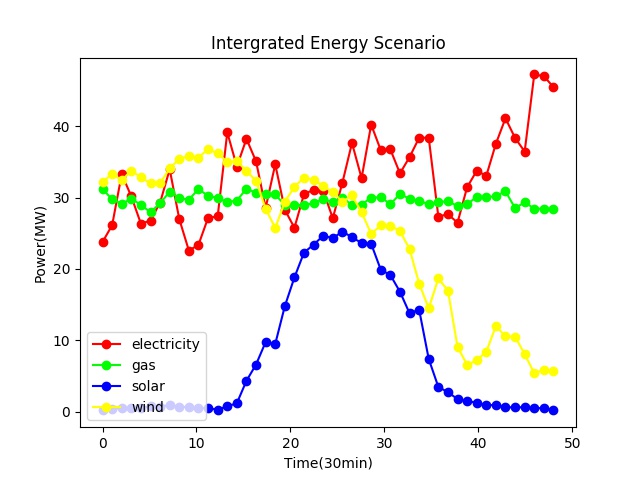 Intergrated Energy Scenario
Power(MW)
40
30
20
10
0
electricity
gas
solar
wind
0 10 20 30 40 50
Time(30min)